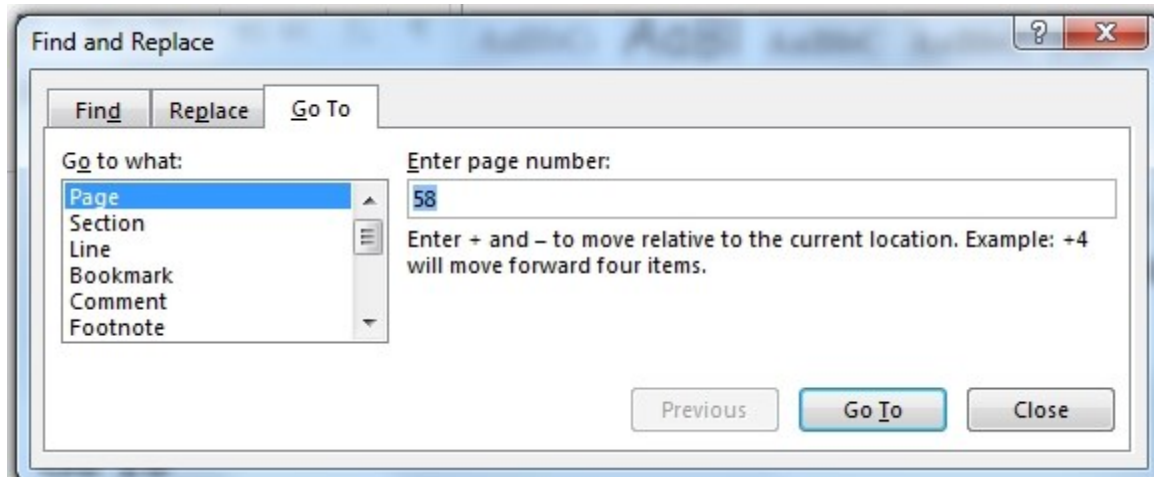 Find and Replace
Find
Replace
Go To
Go to what:
Page
Section
Line
Bookmark
Comment
Footnote
Enter page number:
58
Enter + and – to move relative to the current location. Example: +4
will move forward four items.
Previous
Go To
Close